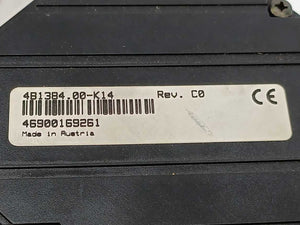 4B1384.00-K14 Rev. C0
CE
46900169261
Made in Austria